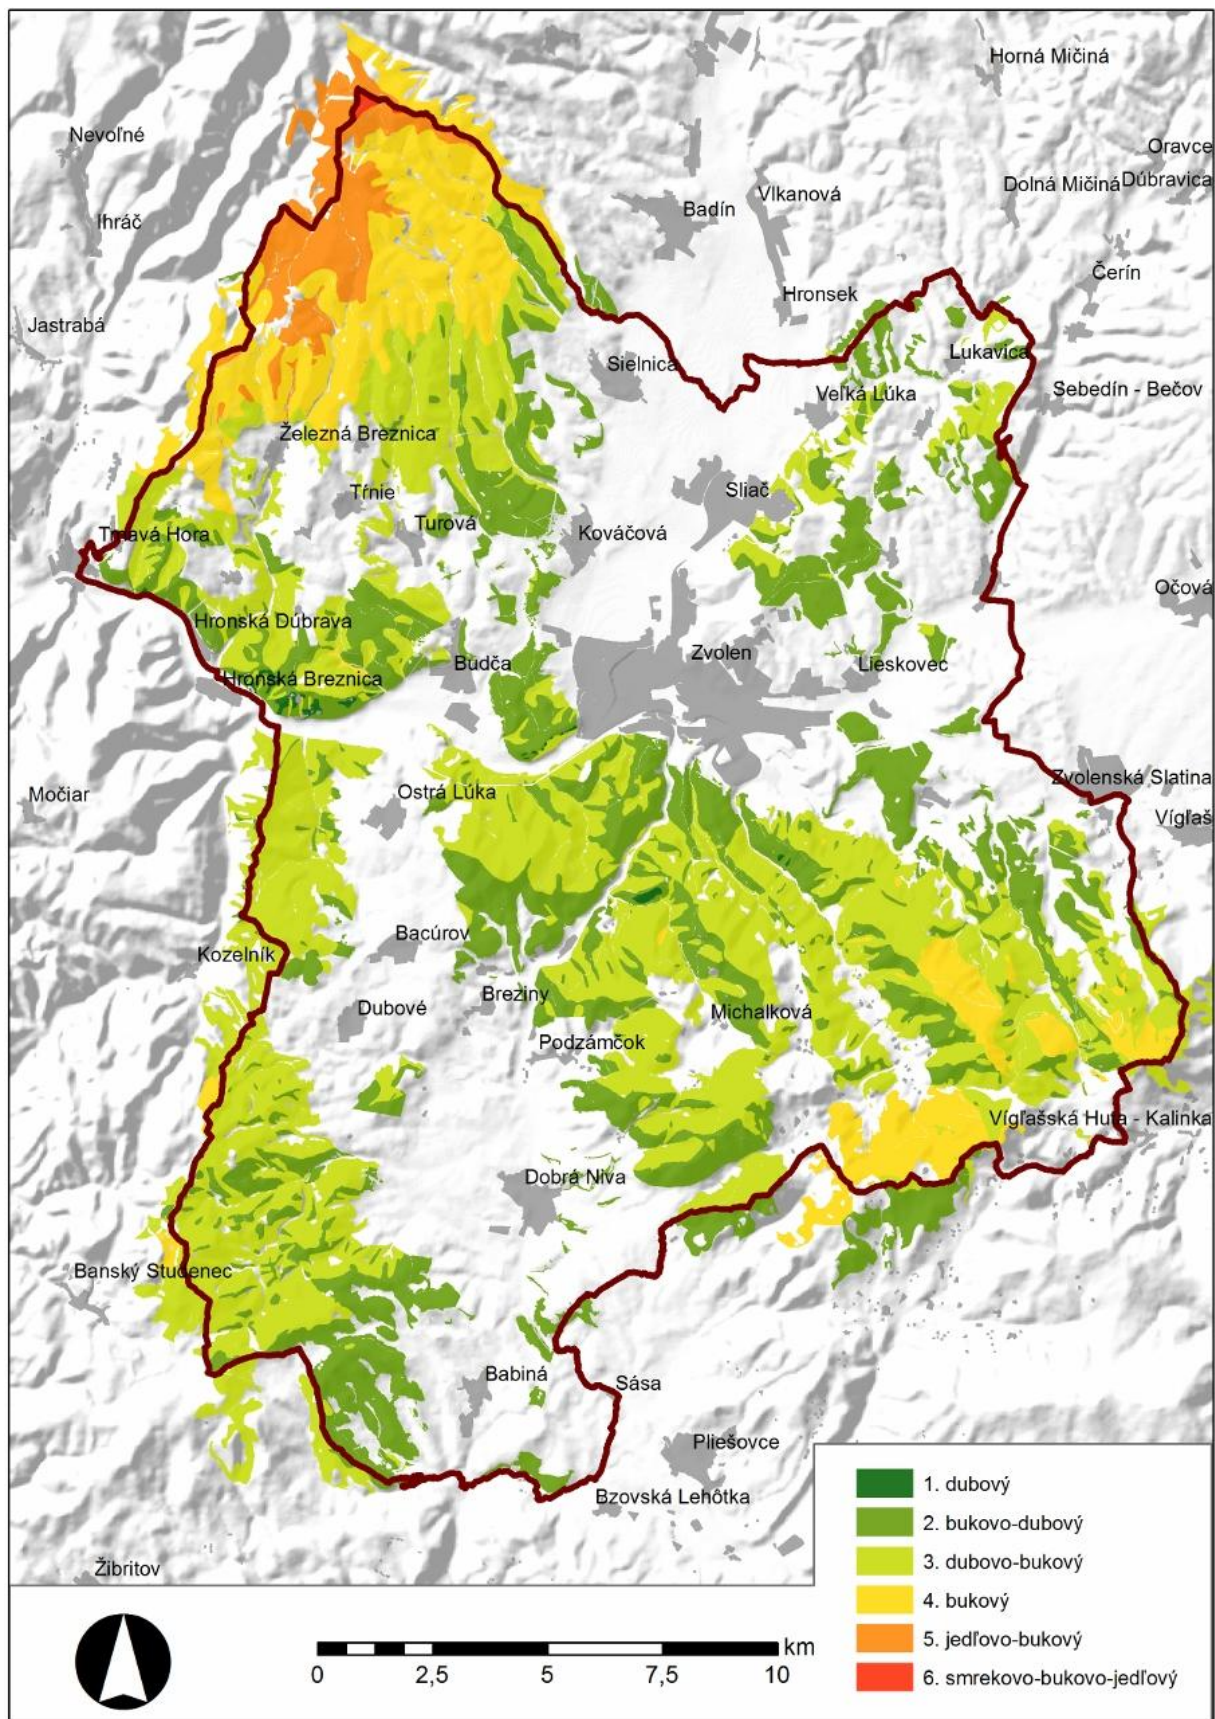 Horná Mičiná
Nevoľné
Oravce
Dolná Mičiná
Dúbravica
Vlkanová
Badín
Ihráč
Čerín
Hronsek
Jastrabá
Lukavica
Sielnica
Sebedín - Bečov
Veľká Lúka
Železná Breznica
Tŕnie
Sliač
Turová
Kováčová
Trnavá Hora
Očová
Hronská Dúbrava
Zvolen
Budča
Lieskovec
Hronská Breznica
Zvolenská Slatina
Močiar
Ostrá Lúka
Vígľaš
Bacúrov
Kozelník
Breziny
Dubové
Michalková
Podzámčok
Vígľašská Huta - Kalinka
Dobrá Niva
Banský Studenec
Babiná
Sása
Pliešovce
Bzovská Lehôtka
Žibritov
1. dubový
2. bukovo-dubový
3. dubovo-bukový
4. bukový
5. jedľovo-bukový
6. smrekovo-bukovo-jedľový
km
0 2,5 5 7,5 10